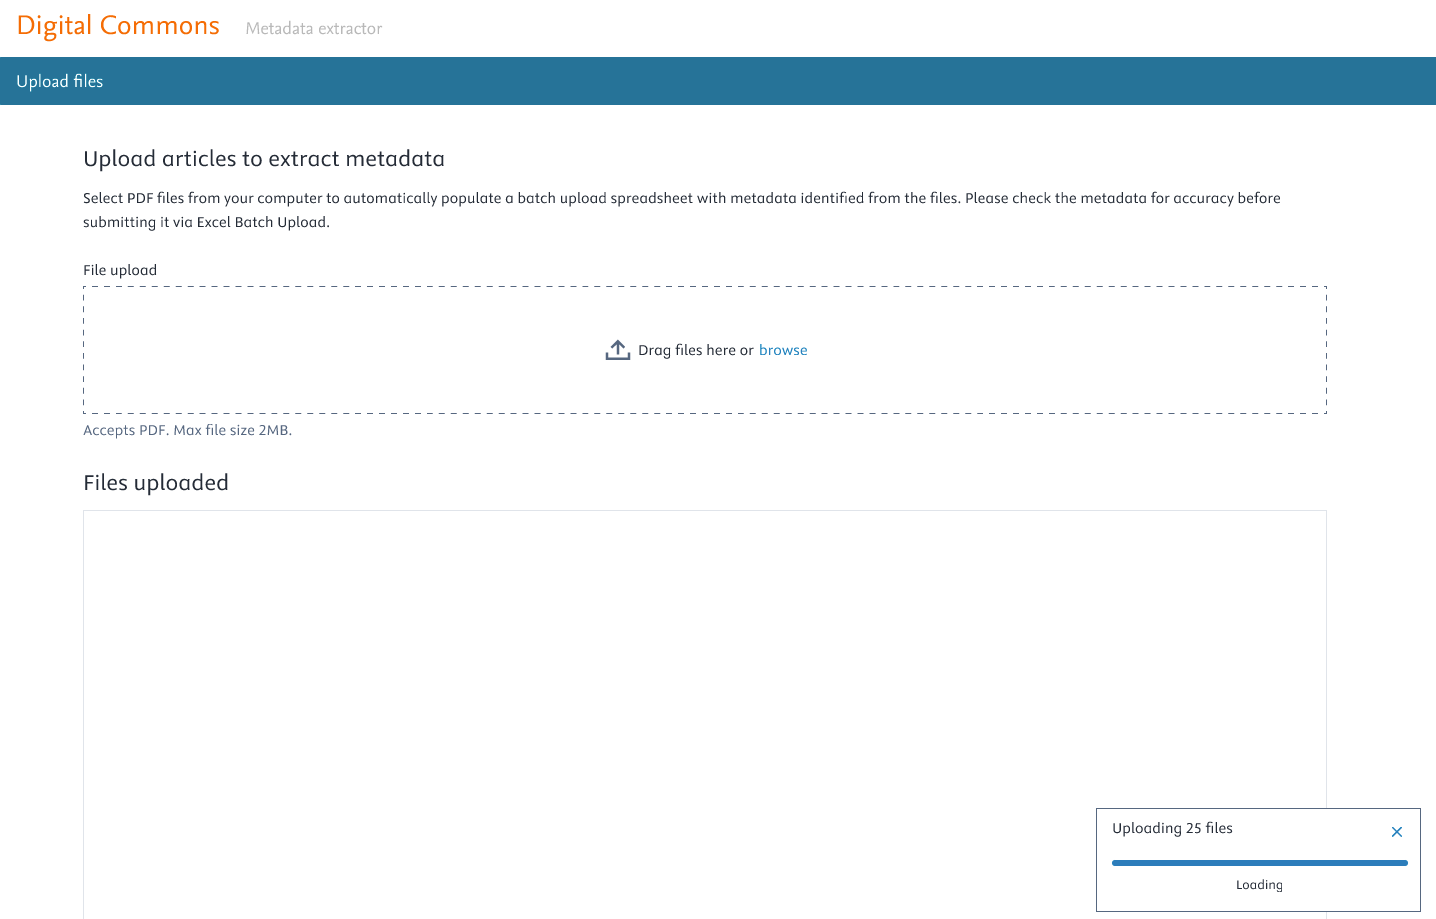 Digital Commons Metadata extractor
Upload files
Upload articles to extract metadata
Select PDF files from your computer to automatically populate a batch upload spreadsheet with metadata identified from the files. Please check the metadata for accuracy before
submitting it via Excel Batch Upload.
File upload
Drag files here or browse
Accepts PDF. Max file size 2MB.
Files uploaded
Uploading 25 files
Loading